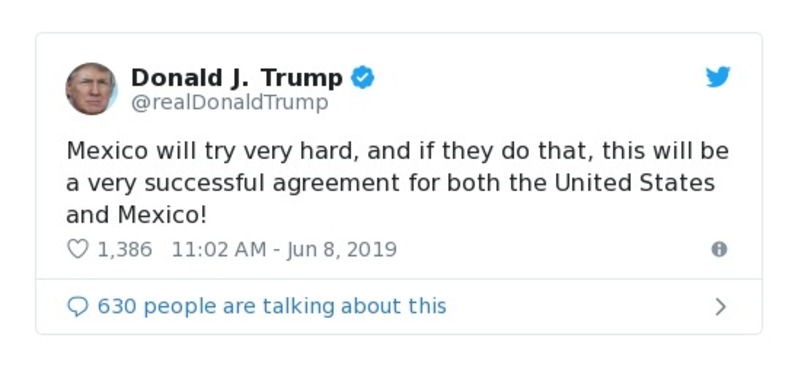 Donald J. Trump
@realDonaldTrump
Mexico will try very hard, and if they do that, this will be
a very successful agreement for both the United States
and Mexico!
1,386 11:02 AM - Jun 8, 2019
630 people are talking about this